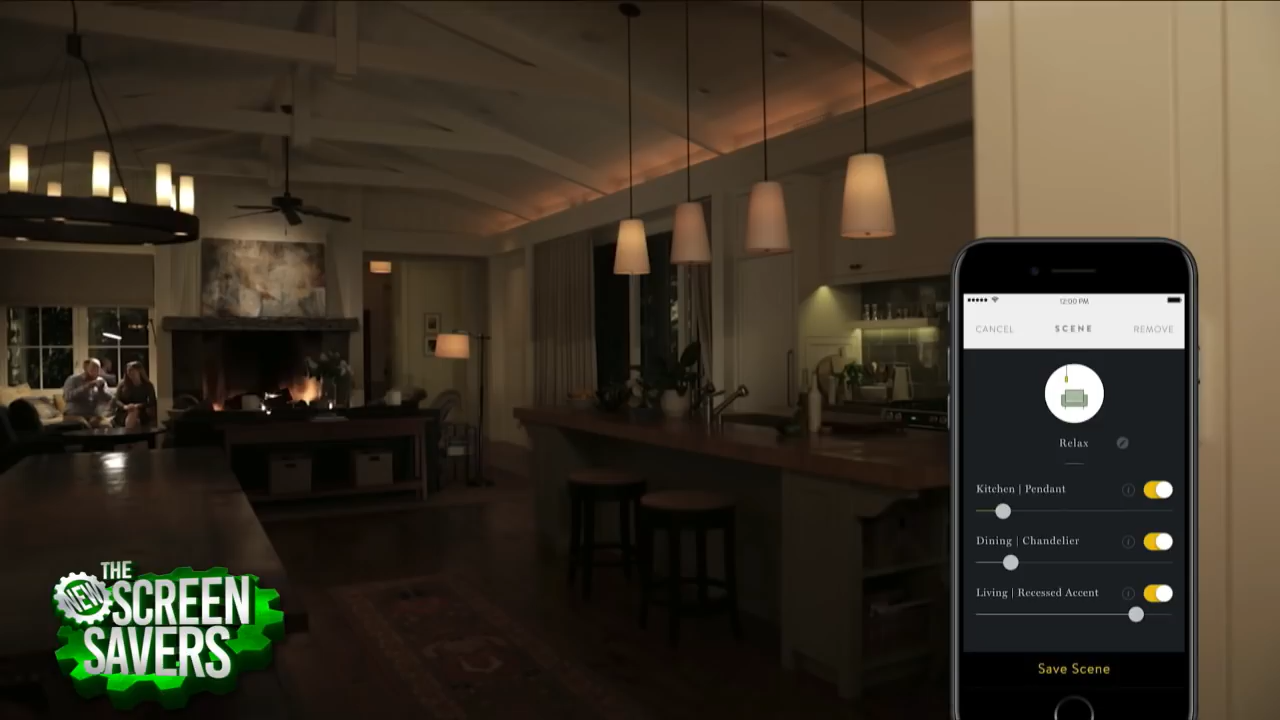 12:00 PM
CANCEL SCENE REMOVE
Relax
Kitchen | Pendant
Dining | Chandelier
Living | Recessed Accent
Save Scene
THE
NEW SCREEN
SAVERS